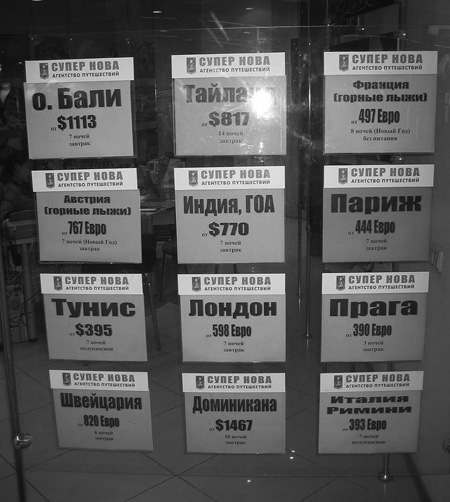 СУПЕР НОВА
АГЕНТСТВО ПУТЕШЕСТВИЙ
о. Бали
от $1113
7 ночей
завтрак
СУПЕР НОВА
АГЕНТСТВО ПУТЕШЕСТВИЙ
Тайланд
от $817
14 ночей
завтрак
СУПЕР НОВА
АГЕНТСТВО ПУТЕШЕСТВИЙ
Франция
(горные лыжи)
от 497 Евро
8 ночей (Новый Год)
без питания
СУПЕР НОВА
АГЕНТСТВО ПУТЕШЕСТВИЙ
Австрия
(горные лыжи)
от 767 Евро
7 ночей (Новый Год)
завтрак
СУПЕР НОВА
АГЕНТСТВО ПУТЕШЕСТВИЙ
Индия, ГОА
от $770
7 ночей
завтрак
СУПЕР НОВА
АГЕНТСТВО ПУТЕШЕСТВИЙ
Париж
от 444 Евро
7 ночей
завтрак
СУПЕР НОВА
АГЕНТСТВО ПУТЕШЕСТВИЙ
Тунис
от $395
7 ночей
полупансион
СУПЕР НОВА
АГЕНТСТВО ПУТЕШЕСТВИЙ
Лондон
от 598 Евро
7 ночей
завтрак
СУПЕР НОВА
АГЕНТСТВО ПУТЕШЕСТВИЙ
Прага
от 390 Евро
3 ночей
завтрак
СУПЕР НОВА
АГЕНТСТВО ПУТЕШЕСТВИЙ
Швейцария
от 820 Евро
6 ночей
завтрак
СУПЕР НОВА
АГЕНТСТВО ПУТЕШЕСТВИЙ
Доминикана
от $1467
10 ночей
завтрак
СУПЕР НОВА
АГЕНТСТВО ПУТЕШЕСТВИЙ
Италия
Римини
от 393 Евро
7 ночей
полупансион